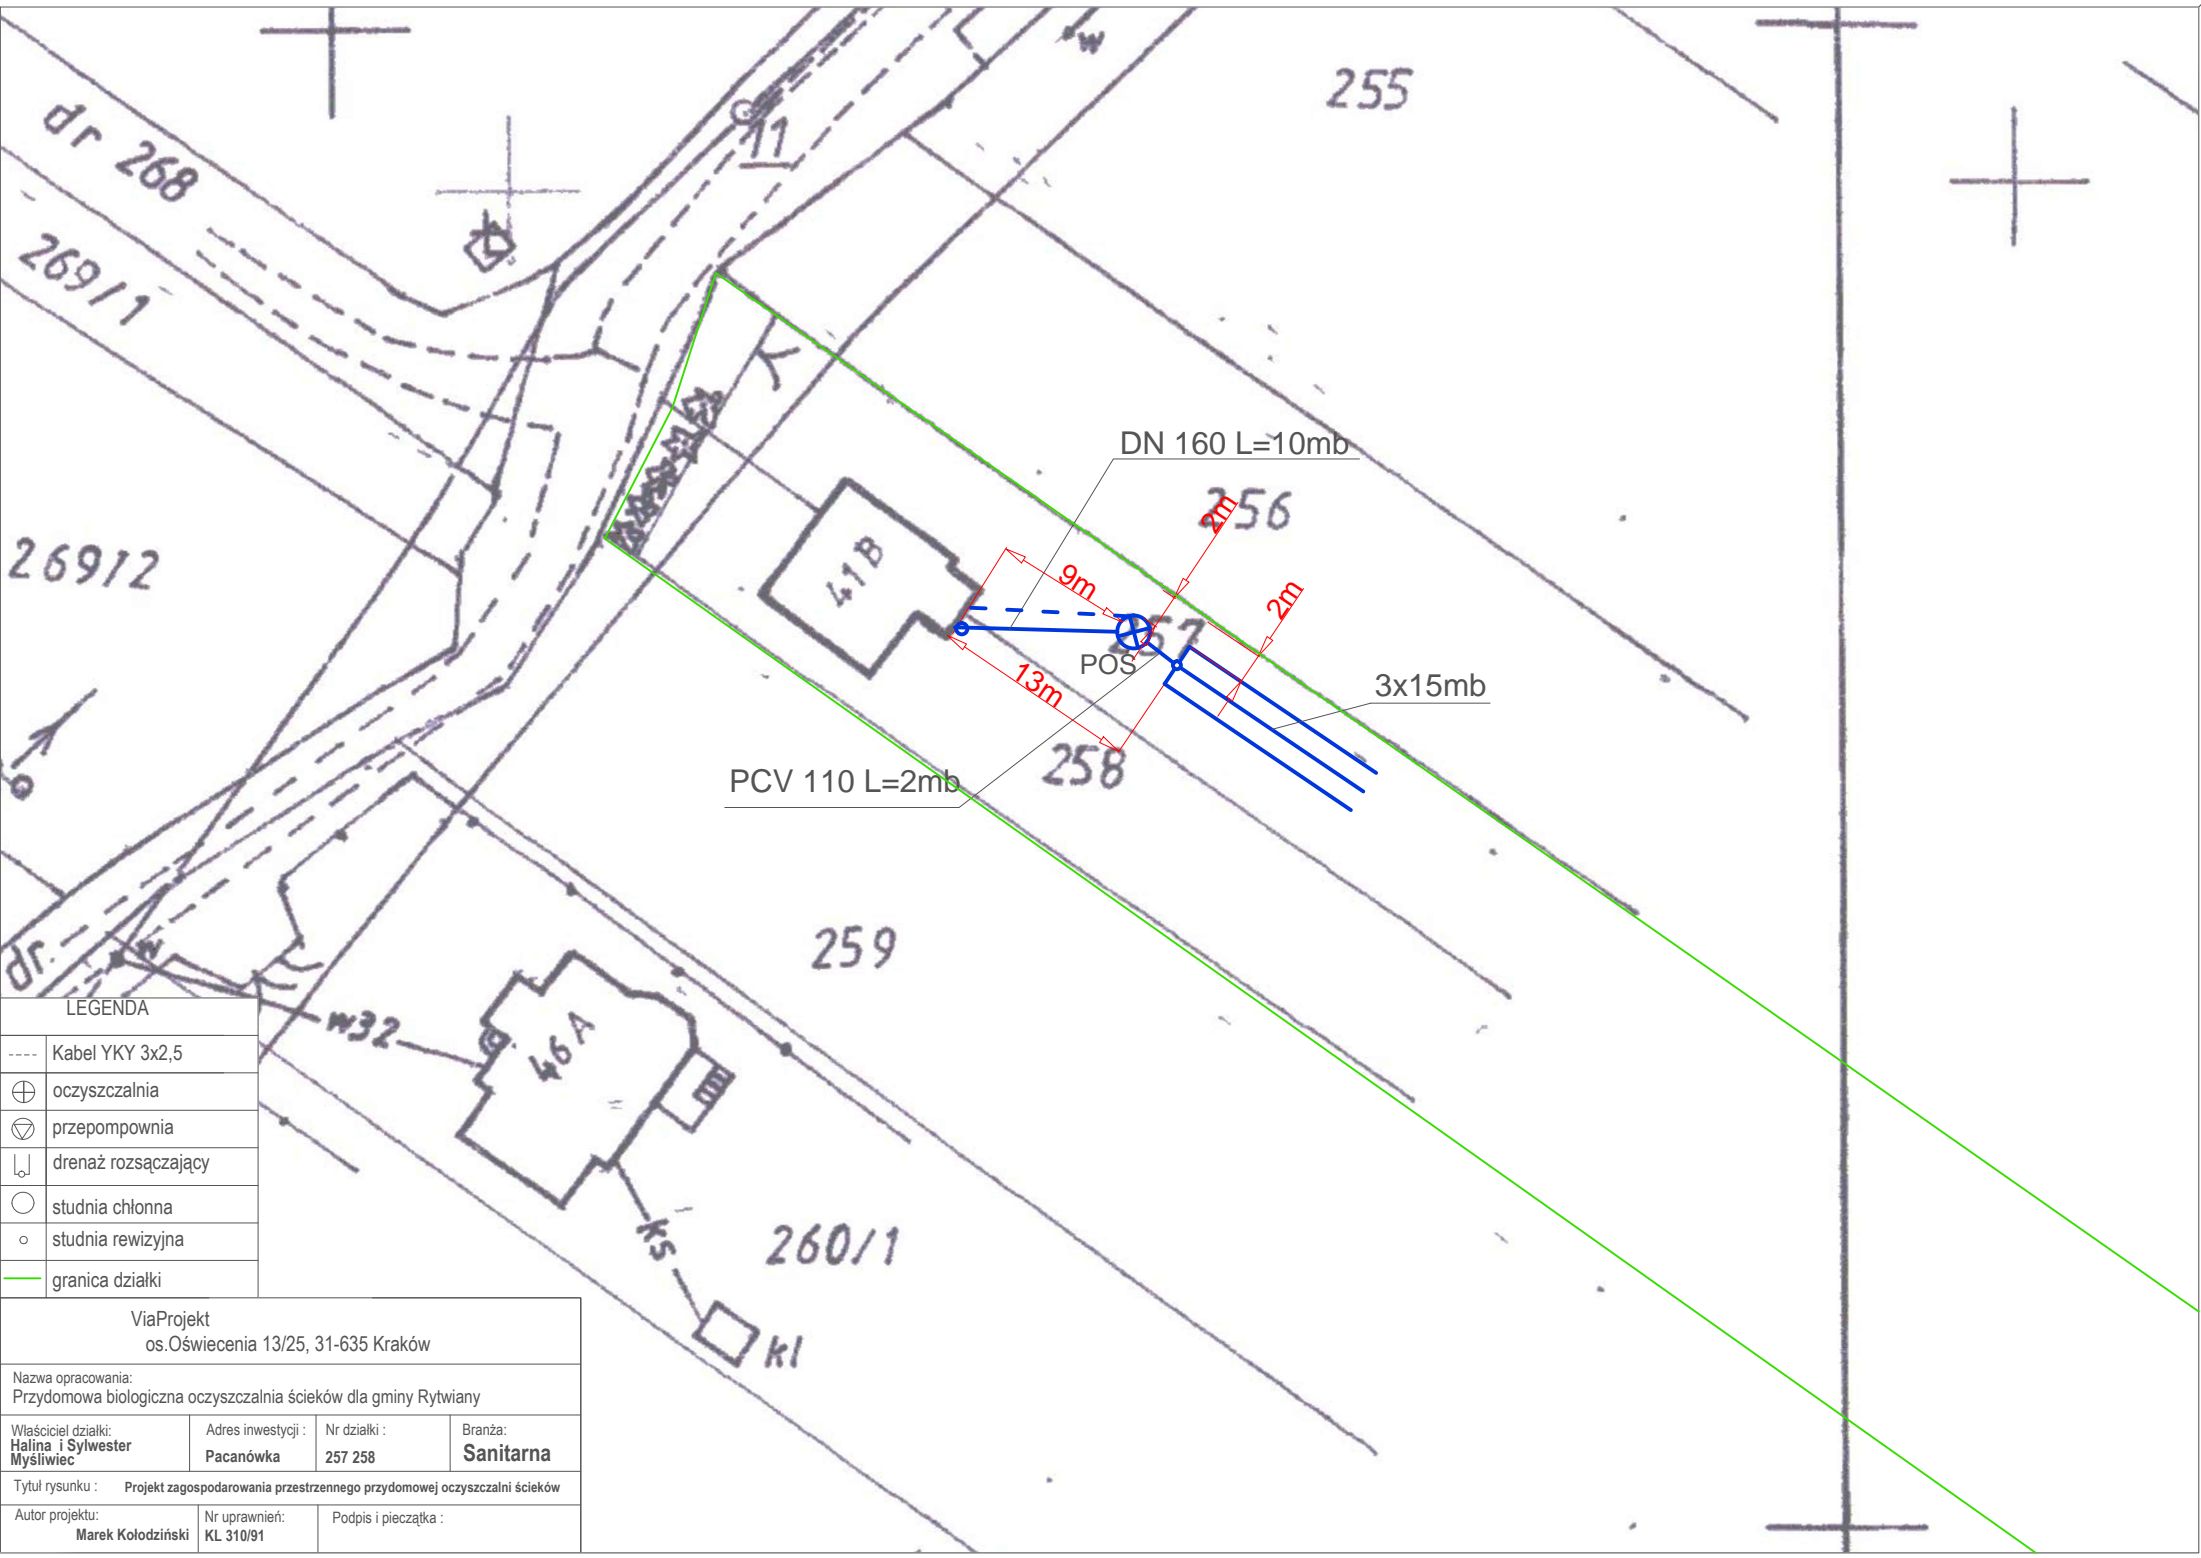 w
255
dr 268
11
269/1
DN 160 L=10mb
256
2m
41B
9m
2m
26912
257
POS
13m
3x15mb
258
PCV 110 L=2mb
259
dr.
w
w32
46A
ks
260/1
kl
LEGENDA
Kabel YKY 3x2,5
oczyszczalnia
przepompownia
drenaż rozsączający
studnia chłonna
studnia rewizyjna
granica działki
ViaProjekt
os.Oświecenia 13/25, 31-635 Kraków
Nazwa opracowania:
Przydomowa biologiczna oczyszczalnia ścieków dla gminy Rytwiany
Właściciel działki:
Halina i Sylwester
Myśliwiec
Adres inwestycji :
Pacanówka
Nr działki :
257 258
Branża:
Sanitarna
Tytuł rysunku : Projekt zagospodarowania przestrzennego przydomowej oczyszczalni ścieków
Autor projektu:
Marek Kołodziński
Nr uprawnień:
KL 310/91
Podpis i pieczątka :